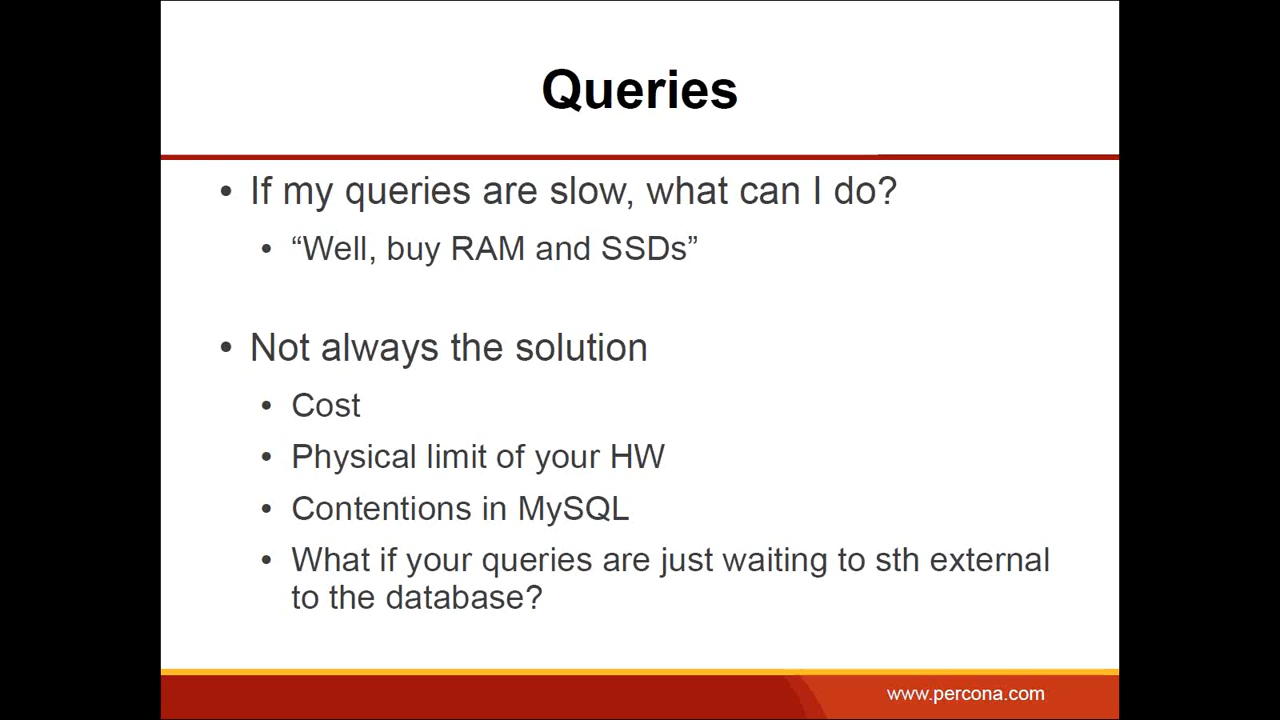 Queries
• If my queries are slow, what can I do?
• “Well, buy RAM and SSDs”
• Not always the solution
• Cost
• Physical limit of your HW
• Contentions in MySQL
• What if your queries are just waiting to sth external
to the database?
www.percona.com